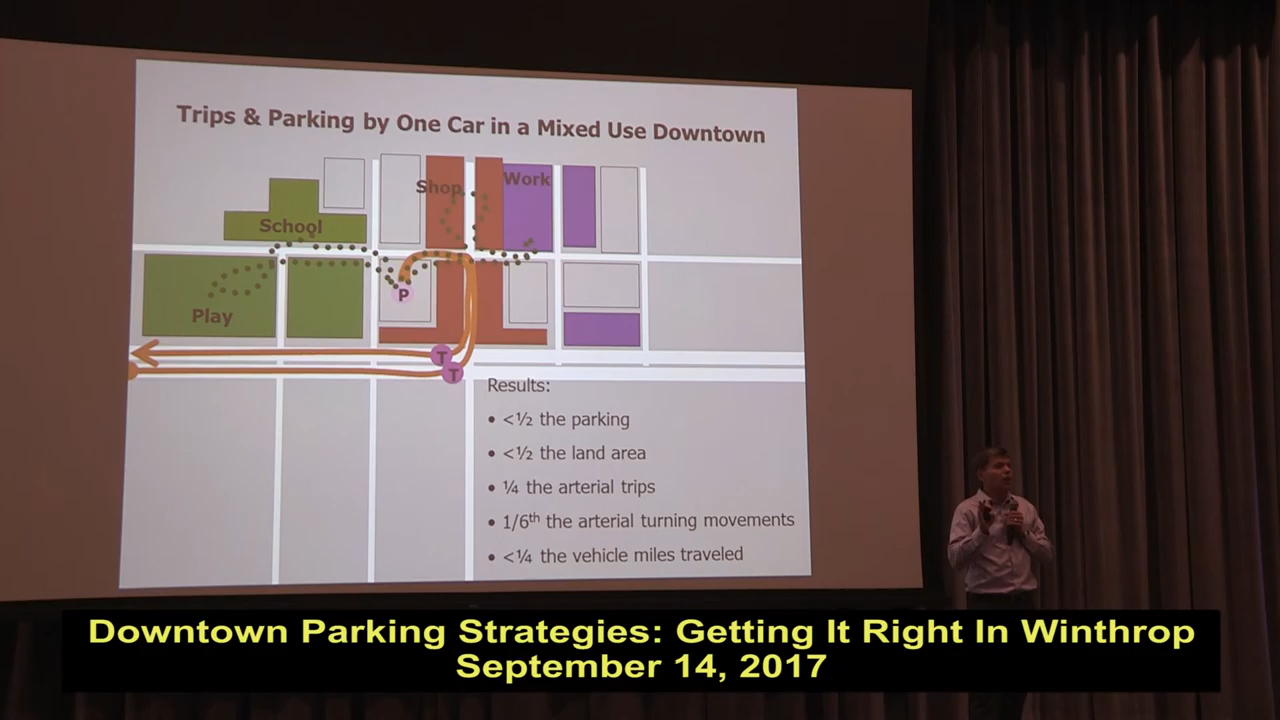 Trips & Parking by One Car in a Mixed Use Downtown
Shop
Work
School
P
Play
T
T
Results:
• <½ the parking
• <½ the land area
• ¼ the arterial trips
• 1/6th the arterial turning movements
• <¼ the vehicle miles traveled
Downtown Parking Strategies: Getting It Right In Winthrop
September 14, 2017